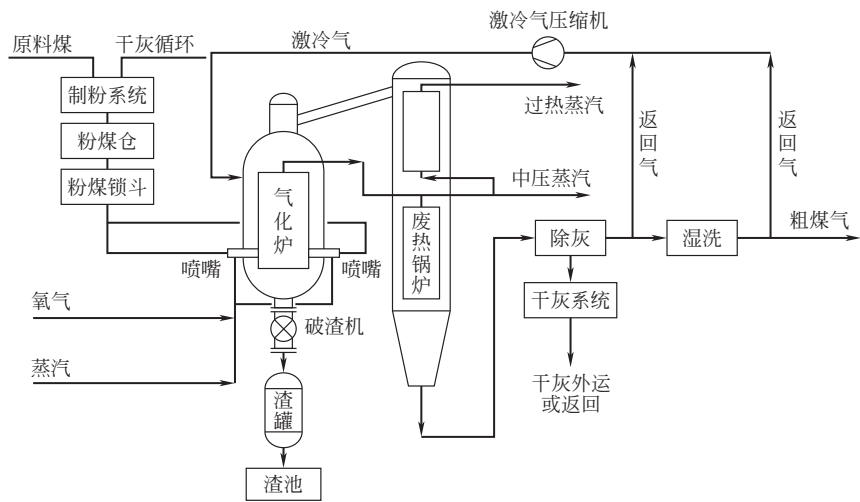 激冷气压缩机
原料煤
干灰循环
激冷气
制粉系统
过热蒸汽
返回气
返回气
粉煤仓
粉煤锁斗
中压蒸汽
气化炉
废热锅炉
粗煤气
除灰
湿洗
喷嘴
喷嘴
氧气
干灰系统
破渣机
蒸汽
干灰外运
或返回
渣罐
渣池